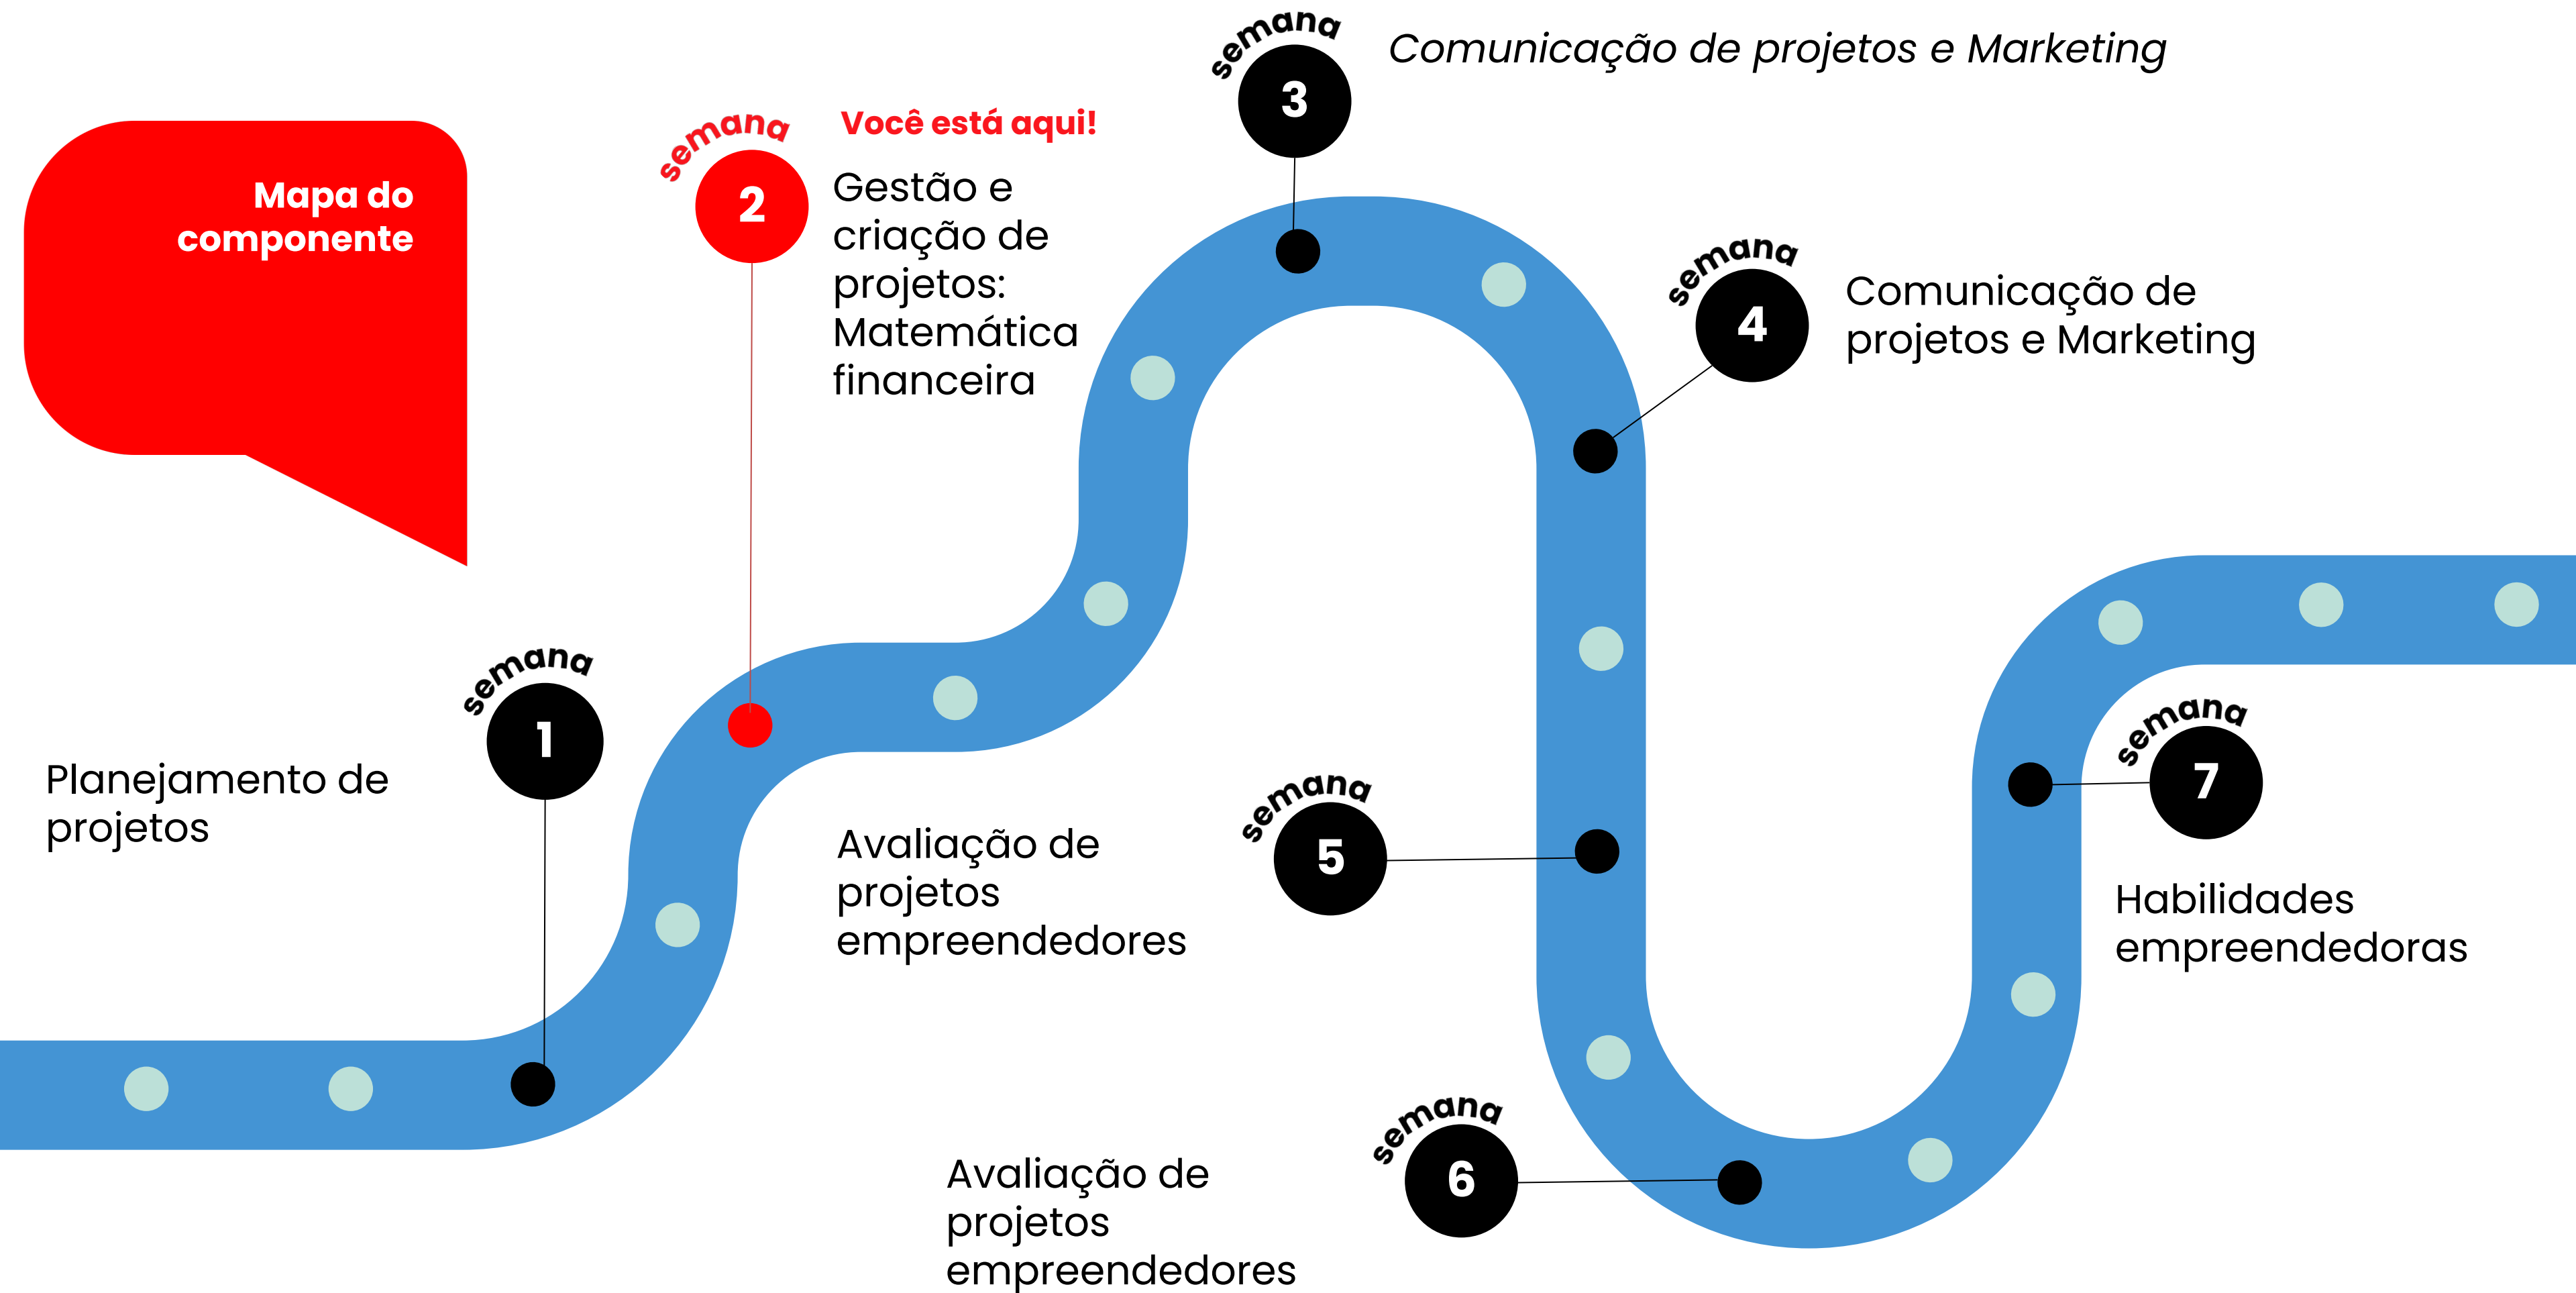 Mapa do
componente
semana
1
Planejamento de
projetos
semana
2
Você está aqui!
Gestão e
criação de
projetos:
Matemática
financeira
semana
3
Comunicação de projetos e Marketing
semana
4
Comunicação de
projetos e Marketing
semana
5
Avaliação de
projetos
empreendedores
semana
6
Avaliação de
projetos
empreendedores
semana
7
Habilidades
empreendedoras